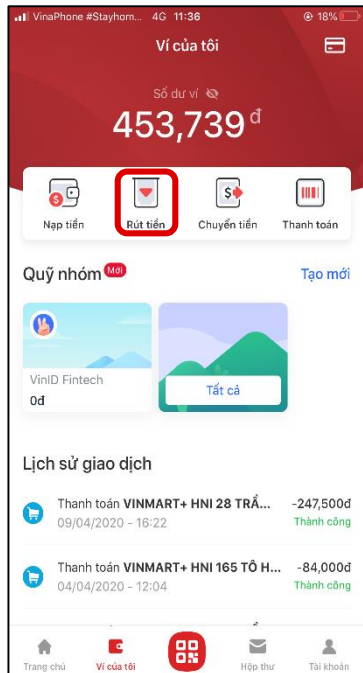 VinaPhone #Stayhom... 4G 11:36 18%
Ví của tôi
Số dư ví
453,739 đ
Nạp tiền Rút tiền Chuyển tiền Thanh toán
Quỹ nhóm Mới Tạo mới
VinID Fintech
0đ
Tất cả
Lịch sử giao dịch
Thanh toán VINMART+ HNI 28 TRẦ... -247,500đ
09/04/2020 - 16:22 Thành công
Thanh toán VINMART+ HNI 165 TÔ H... -84,000đ
04/04/2020 - 12:04 Thành công
Trang chủ Ví của tôi Hộp thư Tài khoản